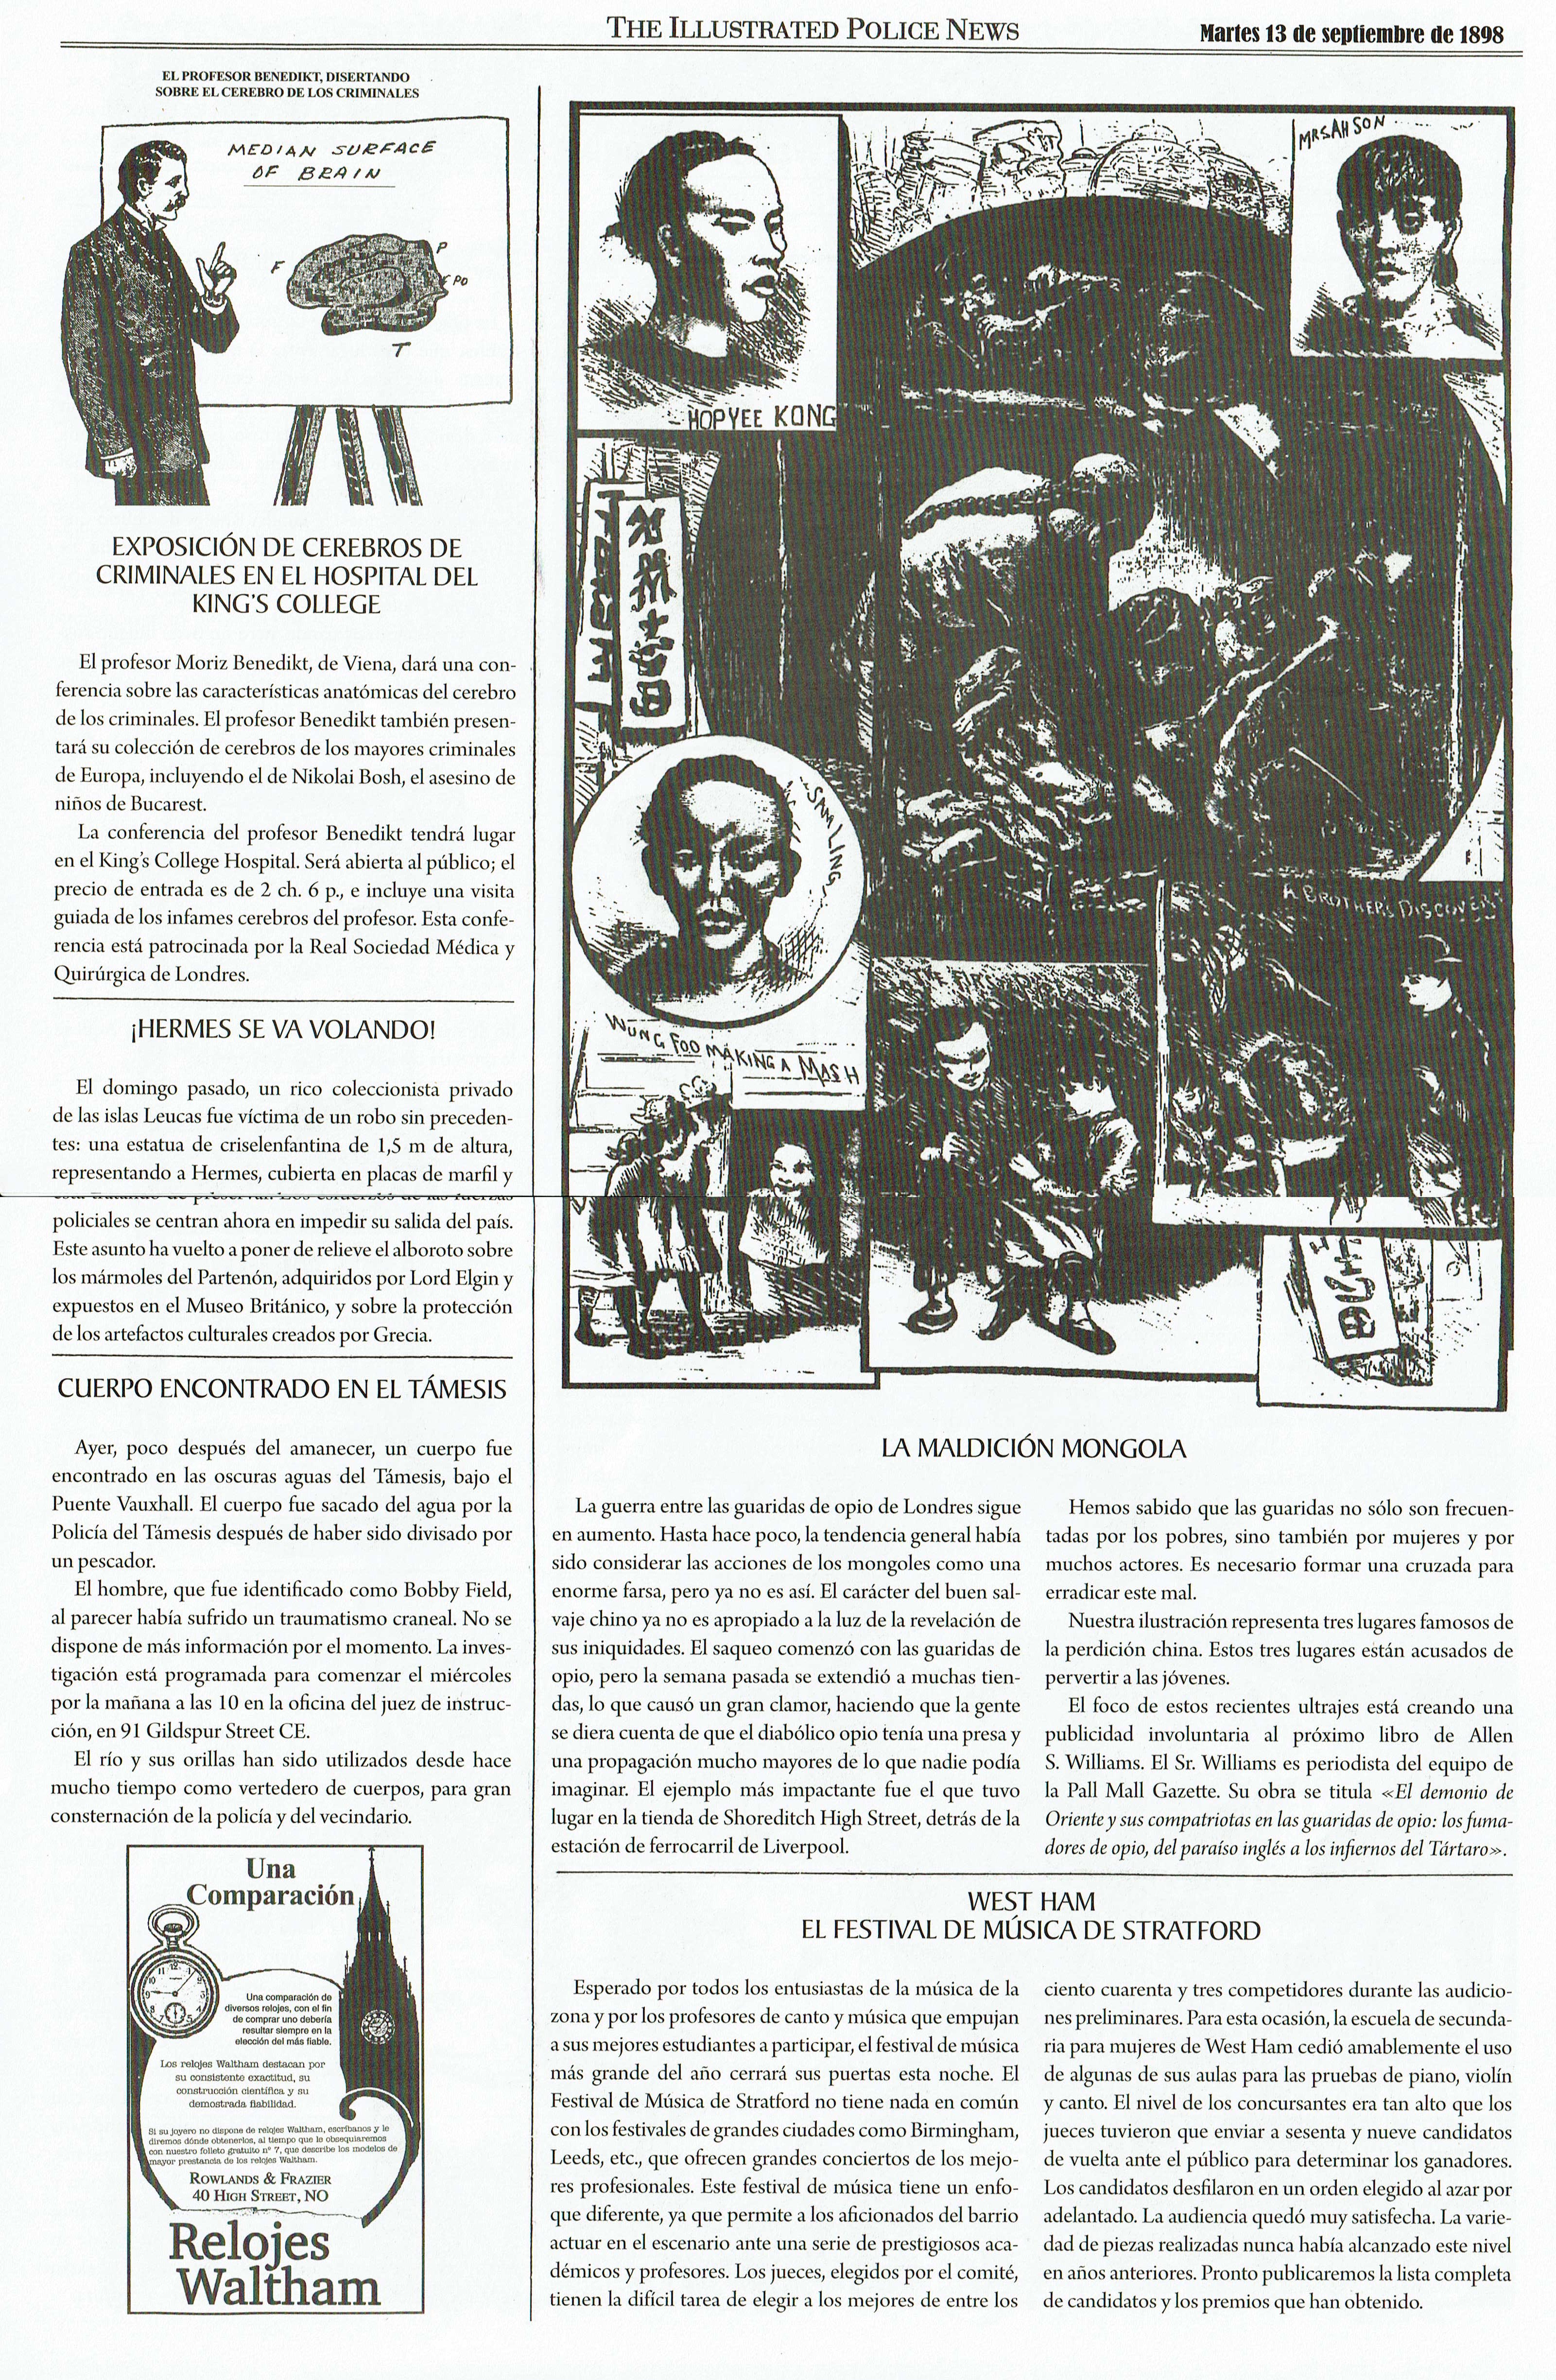 THE ILLUSTRATED POLICE NEWS
Martes 13 de septiembre de 1898
EL PROFESOR BENEDIKT, DISERTANDO
SOBRE EL CEREBRO DE LOS CRIMINALES
MEDIAN SURFACE
OF BRAIN
F
P
PO
T
EXPOSICIÓN DE CEREBROS DE
CRIMINALES EN EL HOSPITAL DEL
KING'S COLLEGE
El profesor Moriz Benedikt, de Viena, dará una con-
ferencia sobre las características anatómicas del cerebro
de los criminales. El profesor Benedikt también presen-
tará su colección de cerebros de los mayores criminales
de Europa, incluyendo el de Nikolai Bosh, el asesino de
niños de Bucarest.
La conferencia del profesor Benedikt tendrá lugar
en el King's College Hospital. Será abierta al público; el
precio de entrada es de 2 ch. 6 p., e incluye una visita
guiada de los infames cerebros del profesor. Esta confe-
rencia está patrocinada por la Real Sociedad Médica y
Quirúrgica de Londres.
¡HERMES SE VA VOLANDO!
El domingo pasado, un rico coleccionista privado
de las islas Leucas fue víctima de un robo sin preceden-
tes: una estatua de criselenfantina de 1,5 m de altura,
representando a Hermes, cubierta en placas de marfil y
policiales se centran ahora en impedir su salida del país.
Este asunto ha vuelto a poner de relieve el alboroto sobre
los mármoles del Partenón, adquiridos por Lord Elgin y
expuestos en el Museo Británico, y sobre la protección
de los artefactos culturales creados por Grecia.
CUERPO ENCONTRADO EN EL TÁMESIS
Ayer, poco después del amanecer, un cuerpo fue
encontrado en las oscuras aguas del Támesis, bajo el
Puente Vauxhall. El cuerpo fue sacado del agua por la
Policía del Támesis después de haber sido divisado por
un pescador.
El hombre, que fue identificado como Bobby Field,
al parecer había sufrido un traumatismo craneal. No se
dispone de más información por el momento. La inves-
tigación está programada para comenzar el miércoles
por la mañana a las 10 en la oficina del juez de instruc-
ción, en 91 Gildspur Street CE.
El río y sus orillas han sido utilizados desde hace
mucho tiempo como vertedero de cuerpos, para gran
consternación de la policía y del vecindario.
Una
Comparación
Una comparación de
diversos relojes, con el fin
de comprar uno debería
resultar siempre en la
elección del más fiable.
Los relojes Waltham destacan por
su consistente exactitud, su
construcción científica y su
demostrada fiabilidad.
Si su joyero no dispone de relojes Waltham, escríbanos y le
diremos dónde obtenerlos, al tiempo que le obsequiaremos
con nuestro folleto gratuito nº 7, que describe los modelos de
mayor prestancia de los relojes Waltham.
ROWLANDS & FRAZIER
40 HIGH STREET, NO
Relojes
Waltham
HOPYEE KONG
MRS AH SON
SAM LING
A BROTHERS DISCOVERY
WUNG FOO MAKING A MASH
LA MALDICIÓN MONGOLA
La guerra entre las guaridas de opio de Londres sigue
en aumento. Hasta hace poco, la tendencia general había
sido considerar las acciones de los mongoles como una
enorme farsa, pero ya no es así. El carácter del buen sal-
vaje chino ya no es apropiado a la luz de la revelación de
sus iniquidades. El saqueo comenzó con las guaridas de
opio, pero la semana pasada se extendió a muchas tien-
das, lo que causó un gran clamor, haciendo que la gente
se diera cuenta de que el diabólico opio tenía una presa y
una propagación mucho mayores de lo que nadie podía
imaginar. El ejemplo más impactante fue el que tuvo
lugar en la tienda de Shoreditch High Street, detrás de la
estación de ferrocarril de Liverpool.
Hemos sabido que las guaridas no sólo son frecuen-
tadas por los pobres, sino también por mujeres y por
muchos actores. Es necesario formar una cruzada para
erradicar este mal.
Nuestra ilustración representa tres lugares famosos de
la perdición china. Estos tres lugares están acusados de
pervertir a las jóvenes.
El foco de estos recientes ultrajes está creando una
publicidad involuntaria al próximo libro de Allen
S. Williams. El Sr. Williams es periodista del equipo de
la Pall Mall Gazette. Su obra se titula «El demonio de
Oriente y sus compatriotas en las guaridas de opio: los fuma-
dores de opio, del paraíso inglés a los infiernos del Tártaro».
WEST HAM
EL FESTIVAL DE MÚSICA DE STRATFORD
Esperado por todos los entusiastas de la música de la
zona y por los profesores de canto y música que empujan
a sus mejores estudiantes a participar, el festival de música
más grande del año cerrará sus puertas esta noche. El
Festival de Música de Stratford no tiene nada en común
con los festivales de grandes ciudades como Birmingham,
Leeds, etc., que ofrecen grandes conciertos de los mejo-
res profesionales. Este festival de música tiene un enfo-
que diferente, ya que permite a los aficionados del barrio
actuar en el escenario ante una serie de prestigiosos aca-
démicos y profesores. Los jueces, elegidos por el comité,
tienen la difícil tarea de elegir a los mejores de entre los
ciento cuarenta y tres competidores durante las audicio-
nes preliminares. Para esta ocasión, la escuela de secunda-
ria para mujeres de West Ham cedió amablemente el uso
de algunas de sus aulas para las pruebas de piano, violín
y canto. El nivel de los concursantes era tan alto que los
jueces tuvieron que enviar a sesenta y nueve candidatos
de vuelta ante el público para determinar los ganadores.
Los candidatos desfilaron en un orden elegido al azar por
adelantado. La audiencia quedó muy satisfecha. La varie-
dad de piezas realizadas nunca había alcanzado este nivel
en años anteriores. Pronto publicaremos la lista completa
de candidatos y los premios que han obtenido.